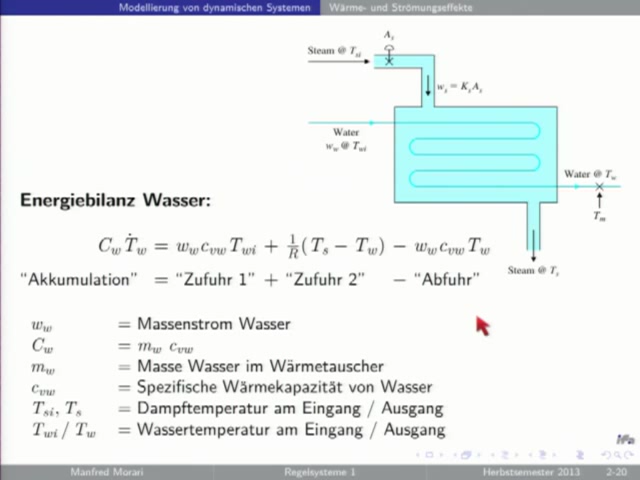 Modellierung von dynamischen Systemen Wärme- und Strömungseffekte
A_s
Steam @ T_si
w_s = K_s A_s
Water
w_w @ T_wi
Water @ T_w
T_m
Steam @ T_s
Energiebilanz Wasser:
C_w Ṫ_w = w_w c_vw T_wi + 1/R (T_s − T_w) − w_w c_vw T_w
“Akkumulation” = “Zufuhr 1” + “Zufuhr 2” − “Abfuhr”
w_w = Massenstrom Wasser
C_w = m_w c_vw
m_w = Masse Wasser im Wärmetauscher
c_vw = Spezifische Wärmekapazität von Wasser
T_si, T_s = Dampftemperatur am Eingang / Ausgang
T_wi / T_w = Wassertemperatur am Eingang / Ausgang
Manfred Morari Regelsysteme 1 Herbstsemester 2013 2-20